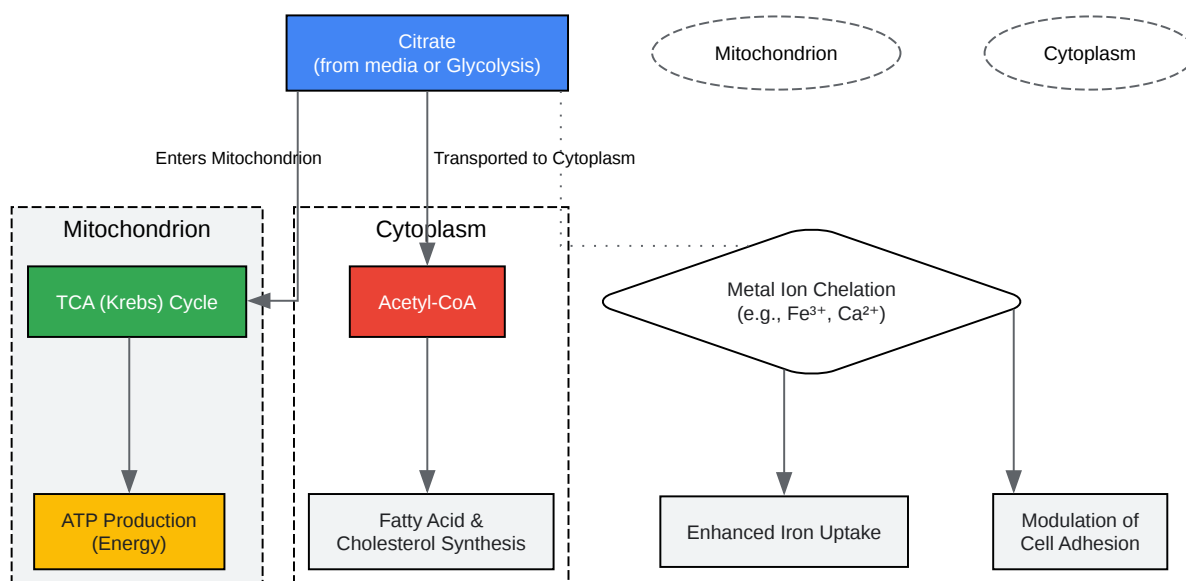 Citrate
(from media or Glycolysis)
Mitochondrion
Cytoplasm
Enters Mitochondrion
Transported to Cytoplasm
Mitochondrion
Cytoplasm
TCA (Krebs) Cycle
Acetyl-CoA
Metal Ion Chelation
(e.g., Fe³⁺, Ca²⁺)
ATP Production
(Energy)
Fatty Acid &
Cholesterol Synthesis
Enhanced Iron Uptake
Modulation of
Cell Adhesion